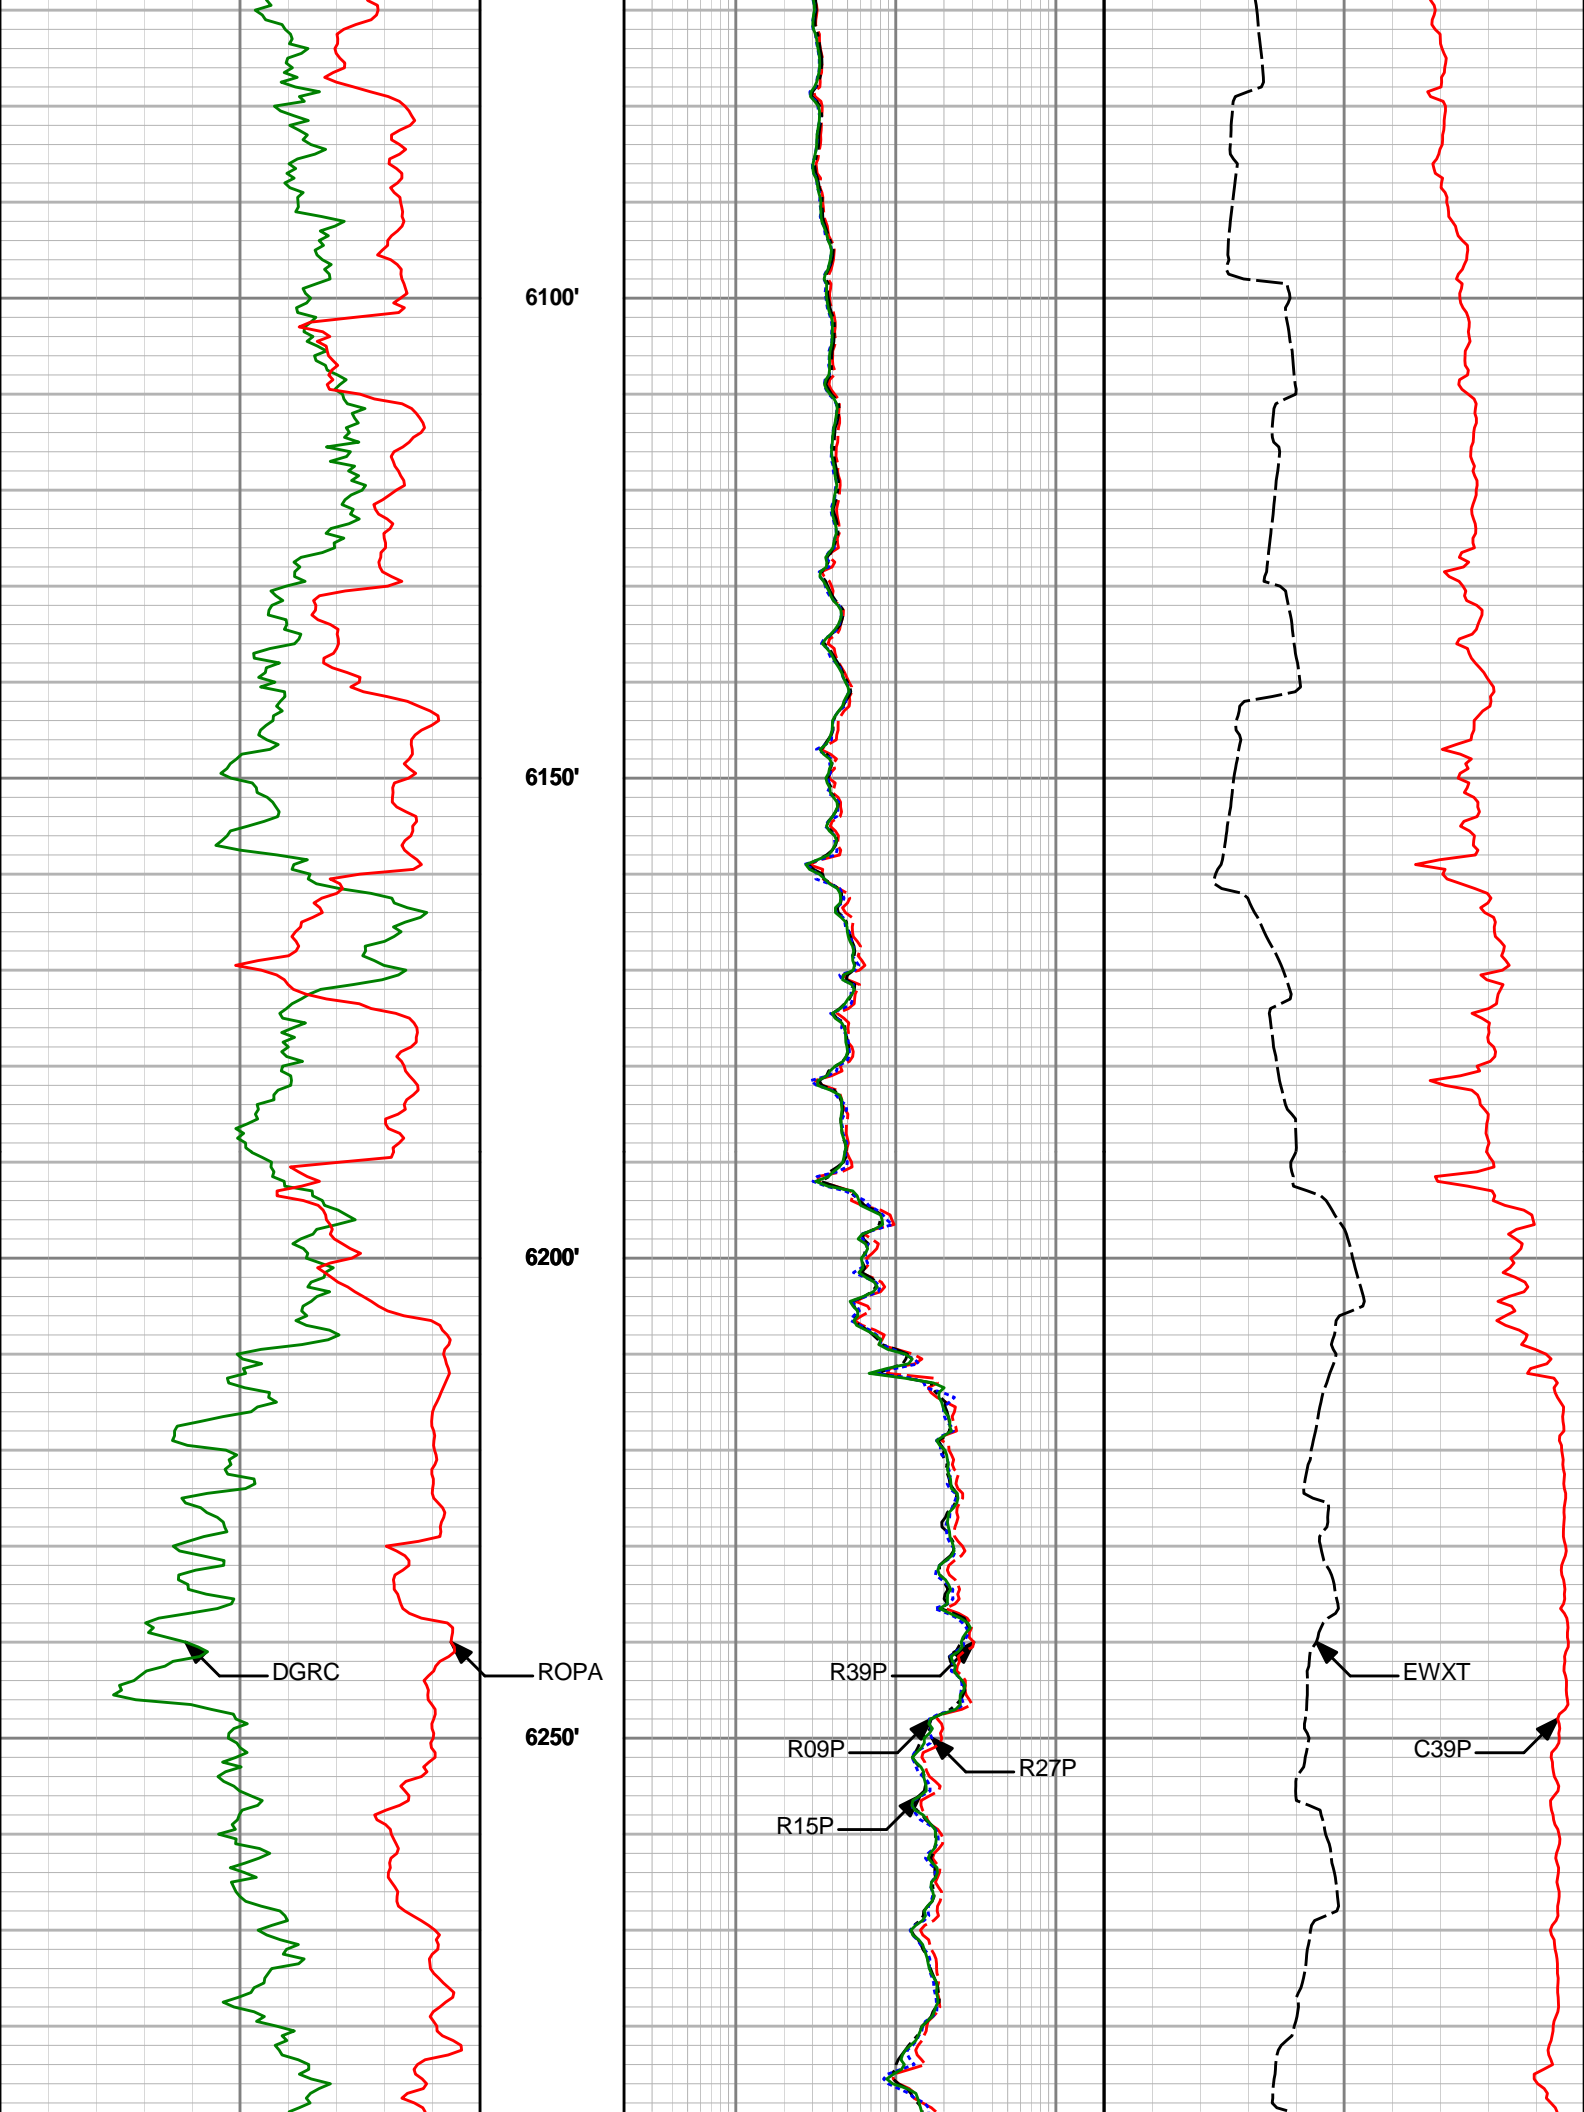 6100'
6150'
6200'
DGRC
ROPA
R39P
EWXT
6250'
R09P
R27P
C39P
R15P